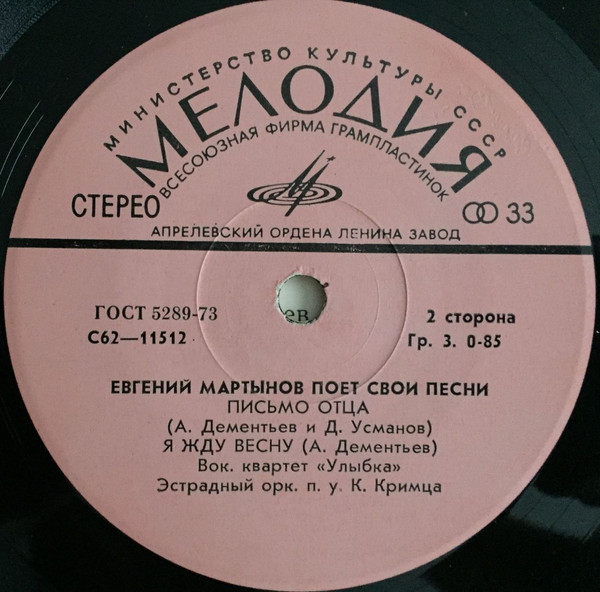 МИНИСТЕРСТВО КУЛЬТУРЫ СССР
МЕЛОДИЯ
ВСЕСОЮЗНАЯ ФИРМА ГРАМПЛАСТИНОК
СТЕРЕО
33
АПРЕЛЕВСКИЙ ОРДЕНА ЛЕНИНА ЗАВОД
ГОСТ 5289-73
С62—11512
2 сторона
Гр. 3. 0-85
ЕВГЕНИЙ МАРТЫНОВ ПОЕТ СВОИ ПЕСНИ
ПИСЬМО ОТЦА
(А. Дементьев и Д. Усманов)
Я ЖДУ ВЕСНУ (А. Дементьев)
Вок. квартет «Улыбка»
Эстрадный орк. п. у. К. Кримца